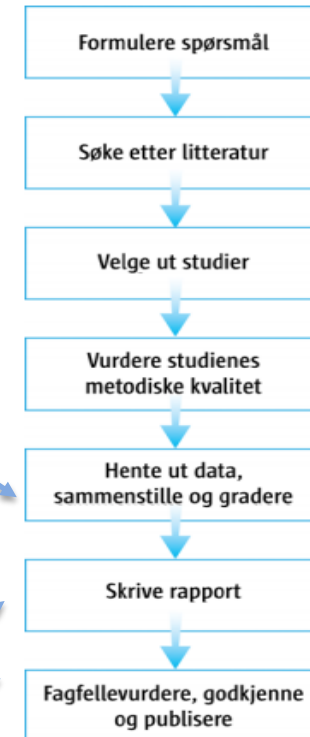 Formulere spørsmål
Søke etter litteratur
Velge ut studier
Vurdere studienes
metodiske kvalitet
Hente ut data,
sammenstille og gradere
Skrive rapport
Fagfellevurdere, godkjenne
og publisere